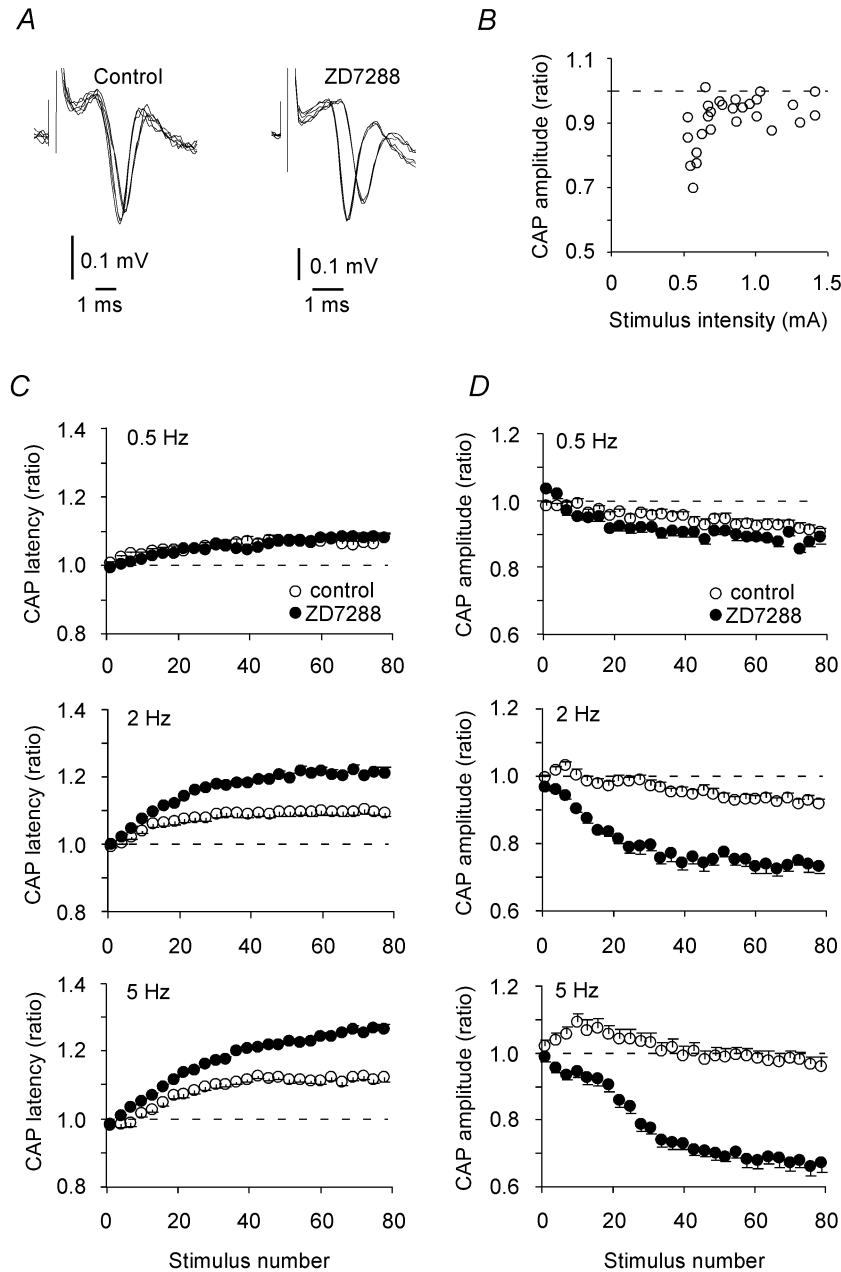 A
Control
ZD7288
0.1 mV
1 ms
0.1 mV
1 ms
B
CAP amplitude (ratio)
1.1
0.9
0.7
0.5
0 0.5 1.0 1.5
Stimulus intensity (mA)
C
CAP latency (ratio)
1.4
1.2
1.0
0.8
0.5 Hz
control
ZD7288
0 20 40 60 80
CAP latency (ratio)
1.4
1.2
1.0
0.8
2 Hz
0 20 40 60 80
CAP latency (ratio)
1.4
1.2
1.0
0.8
5 Hz
0 20 40 60 80
Stimulus number
D
CAP amplitude (ratio)
1.2
1.0
0.8
0.6
0.5 Hz
control
ZD7288
0 20 40 60 80
CAP amplitude (ratio)
1.2
1.0
0.8
0.6
2 Hz
0 20 40 60 80
CAP amplitude (ratio)
1.2
1.0
0.8
0.6
5 Hz
0 20 40 60 80
Stimulus number